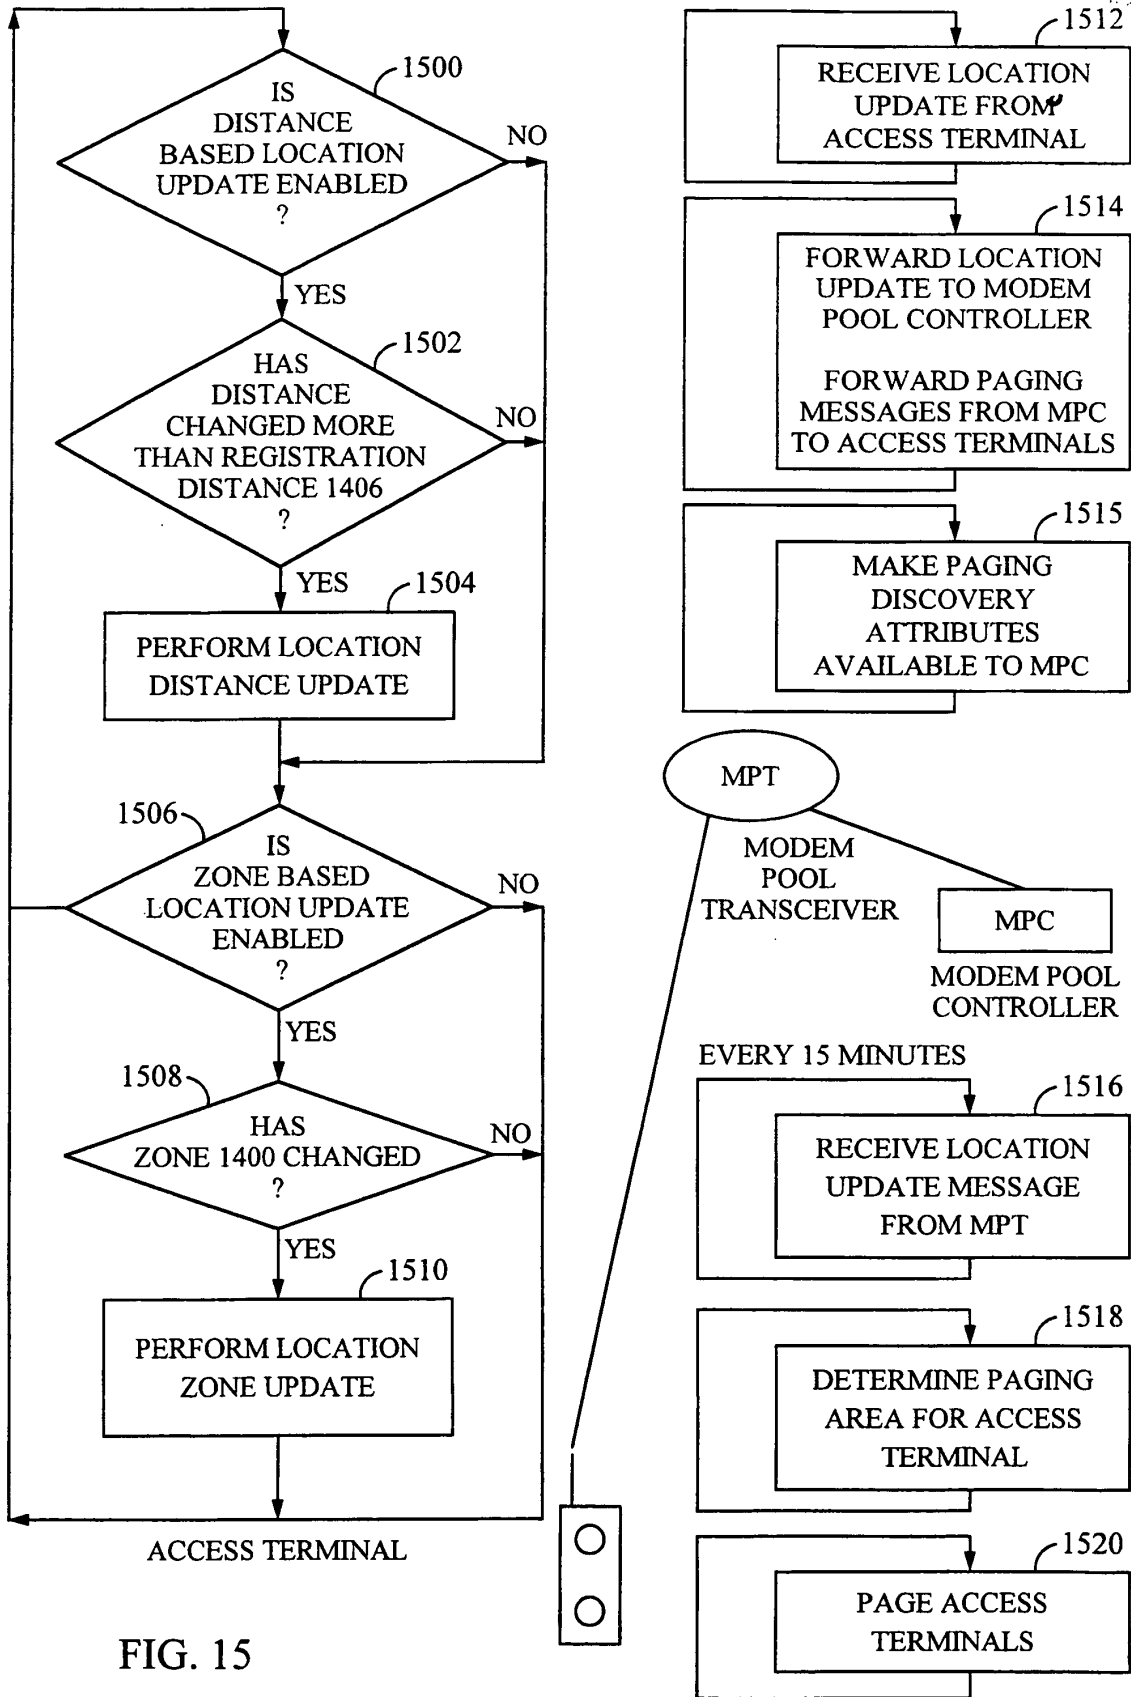 1500
IS
DISTANCE
BASED LOCATION
UPDATE ENABLED
?
NO
YES
1502
HAS
DISTANCE
CHANGED MORE
THAN REGISTRATION
DISTANCE 1406
?
NO
YES
1504
PERFORM LOCATION
DISTANCE UPDATE
1506
IS
ZONE BASED
LOCATION UPDATE
ENABLED
?
NO
YES
1508
HAS
ZONE 1400 CHANGED
?
NO
YES
1510
PERFORM LOCATION
ZONE UPDATE
ACCESS TERMINAL
FIG. 15
1512
RECEIVE LOCATION
UPDATE FROM
ACCESS TERMINAL
1514
FORWARD LOCATION
UPDATE TO MODEM
POOL CONTROLLER
FORWARD PAGING
MESSAGES FROM MPC
TO ACCESS TERMINALS
1515
MAKE PAGING
DISCOVERY
ATTRIBUTES
AVAILABLE TO MPC
MPT
MODEM
POOL
TRANSCEIVER
MPC
MODEM POOL
CONTROLLER
EVERY 15 MINUTES
1516
RECEIVE LOCATION
UPDATE MESSAGE
FROM MPT
1518
DETERMINE PAGING
AREA FOR ACCESS
TERMINAL
1520
PAGE ACCESS
TERMINALS